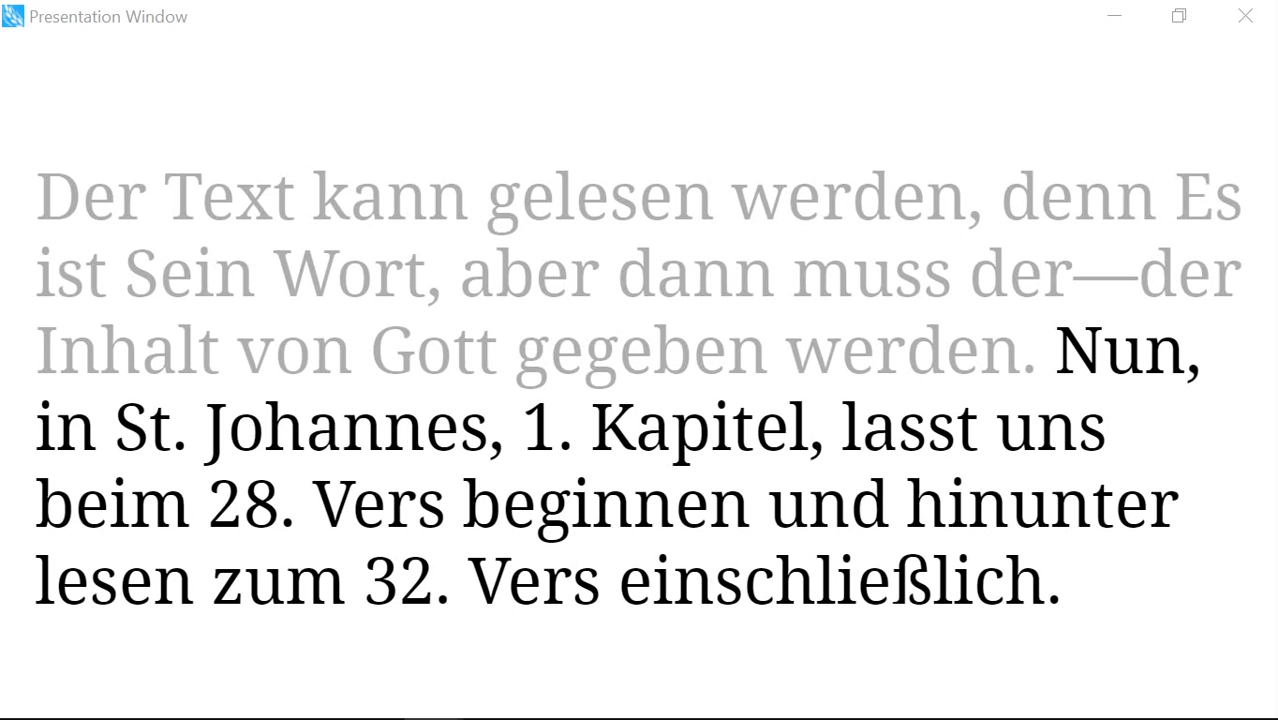 Presentation Window
Der Text kann gelesen werden, denn Es
ist Sein Wort, aber dann muss der—der
Inhalt von Gott gegeben werden. Nun,
in St. Johannes, 1. Kapitel, lasst uns
beim 28. Vers beginnen und hinunter
lesen zum 32. Vers einschließlich.